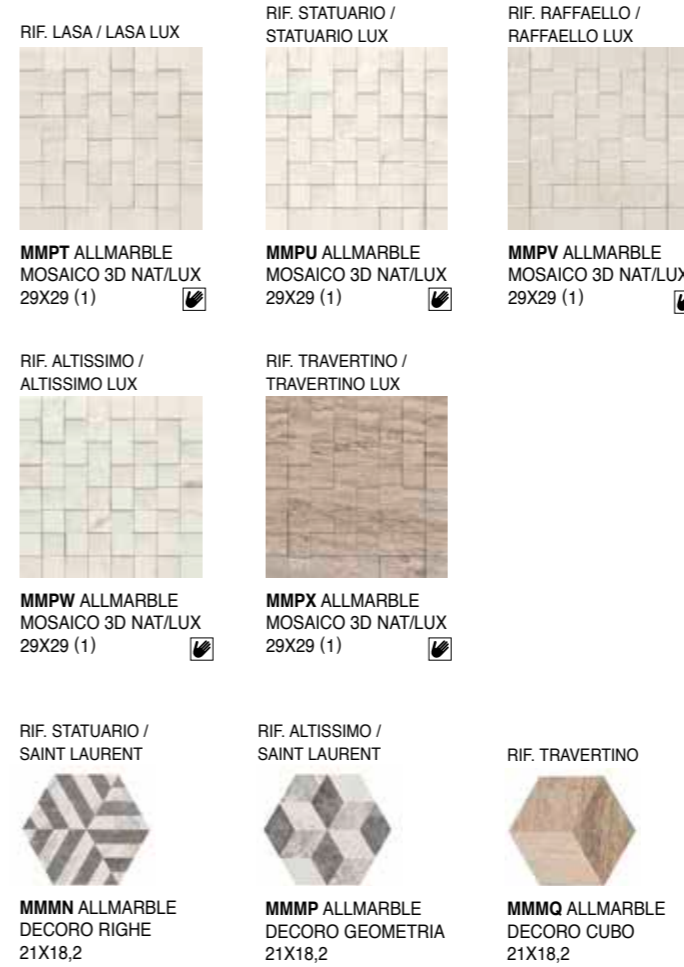 RIF. LASA / LASA LUX
MMPT ALLMARBLE
MOSAICO 3D NAT/LUX
29X29 (1)
RIF. STATUARIO /
STATUARIO LUX
MMPU ALLMARBLE
MOSAICO 3D NAT/LUX
29X29 (1)
RIF. RAFFAELLO /
RAFFAELLO LUX
MMPV ALLMARBLE
MOSAICO 3D NAT/LUX
29X29 (1)
RIF. ALTISSIMO /
ALTISSIMO LUX
MMPW ALLMARBLE
MOSAICO 3D NAT/LUX
29X29 (1)
RIF. TRAVERTINO /
TRAVERTINO LUX
MMPX ALLMARBLE
MOSAICO 3D NAT/LUX
29X29 (1)
RIF. STATUARIO /
SAINT LAURENT
MMMN ALLMARBLE
DECORO RIGHE
21X18,2
RIF. ALTISSIMO /
SAINT LAURENT
MMMP ALLMARBLE
DECORO GEOMETRIA
21X18,2
RIF. TRAVERTINO
MMMQ ALLMARBLE
DECORO CUBO
21X18,2